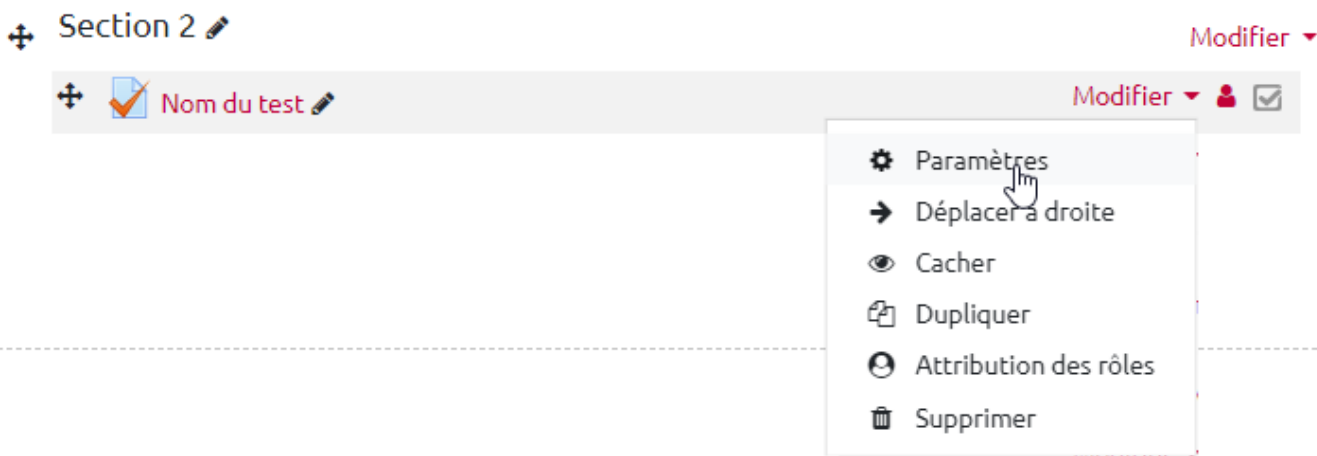 Section 2
Modifier
Nom du test
Modifier
Paramètres
Déplacer à droite
Cacher
Dupliquer
Attribution des rôles
Supprimer